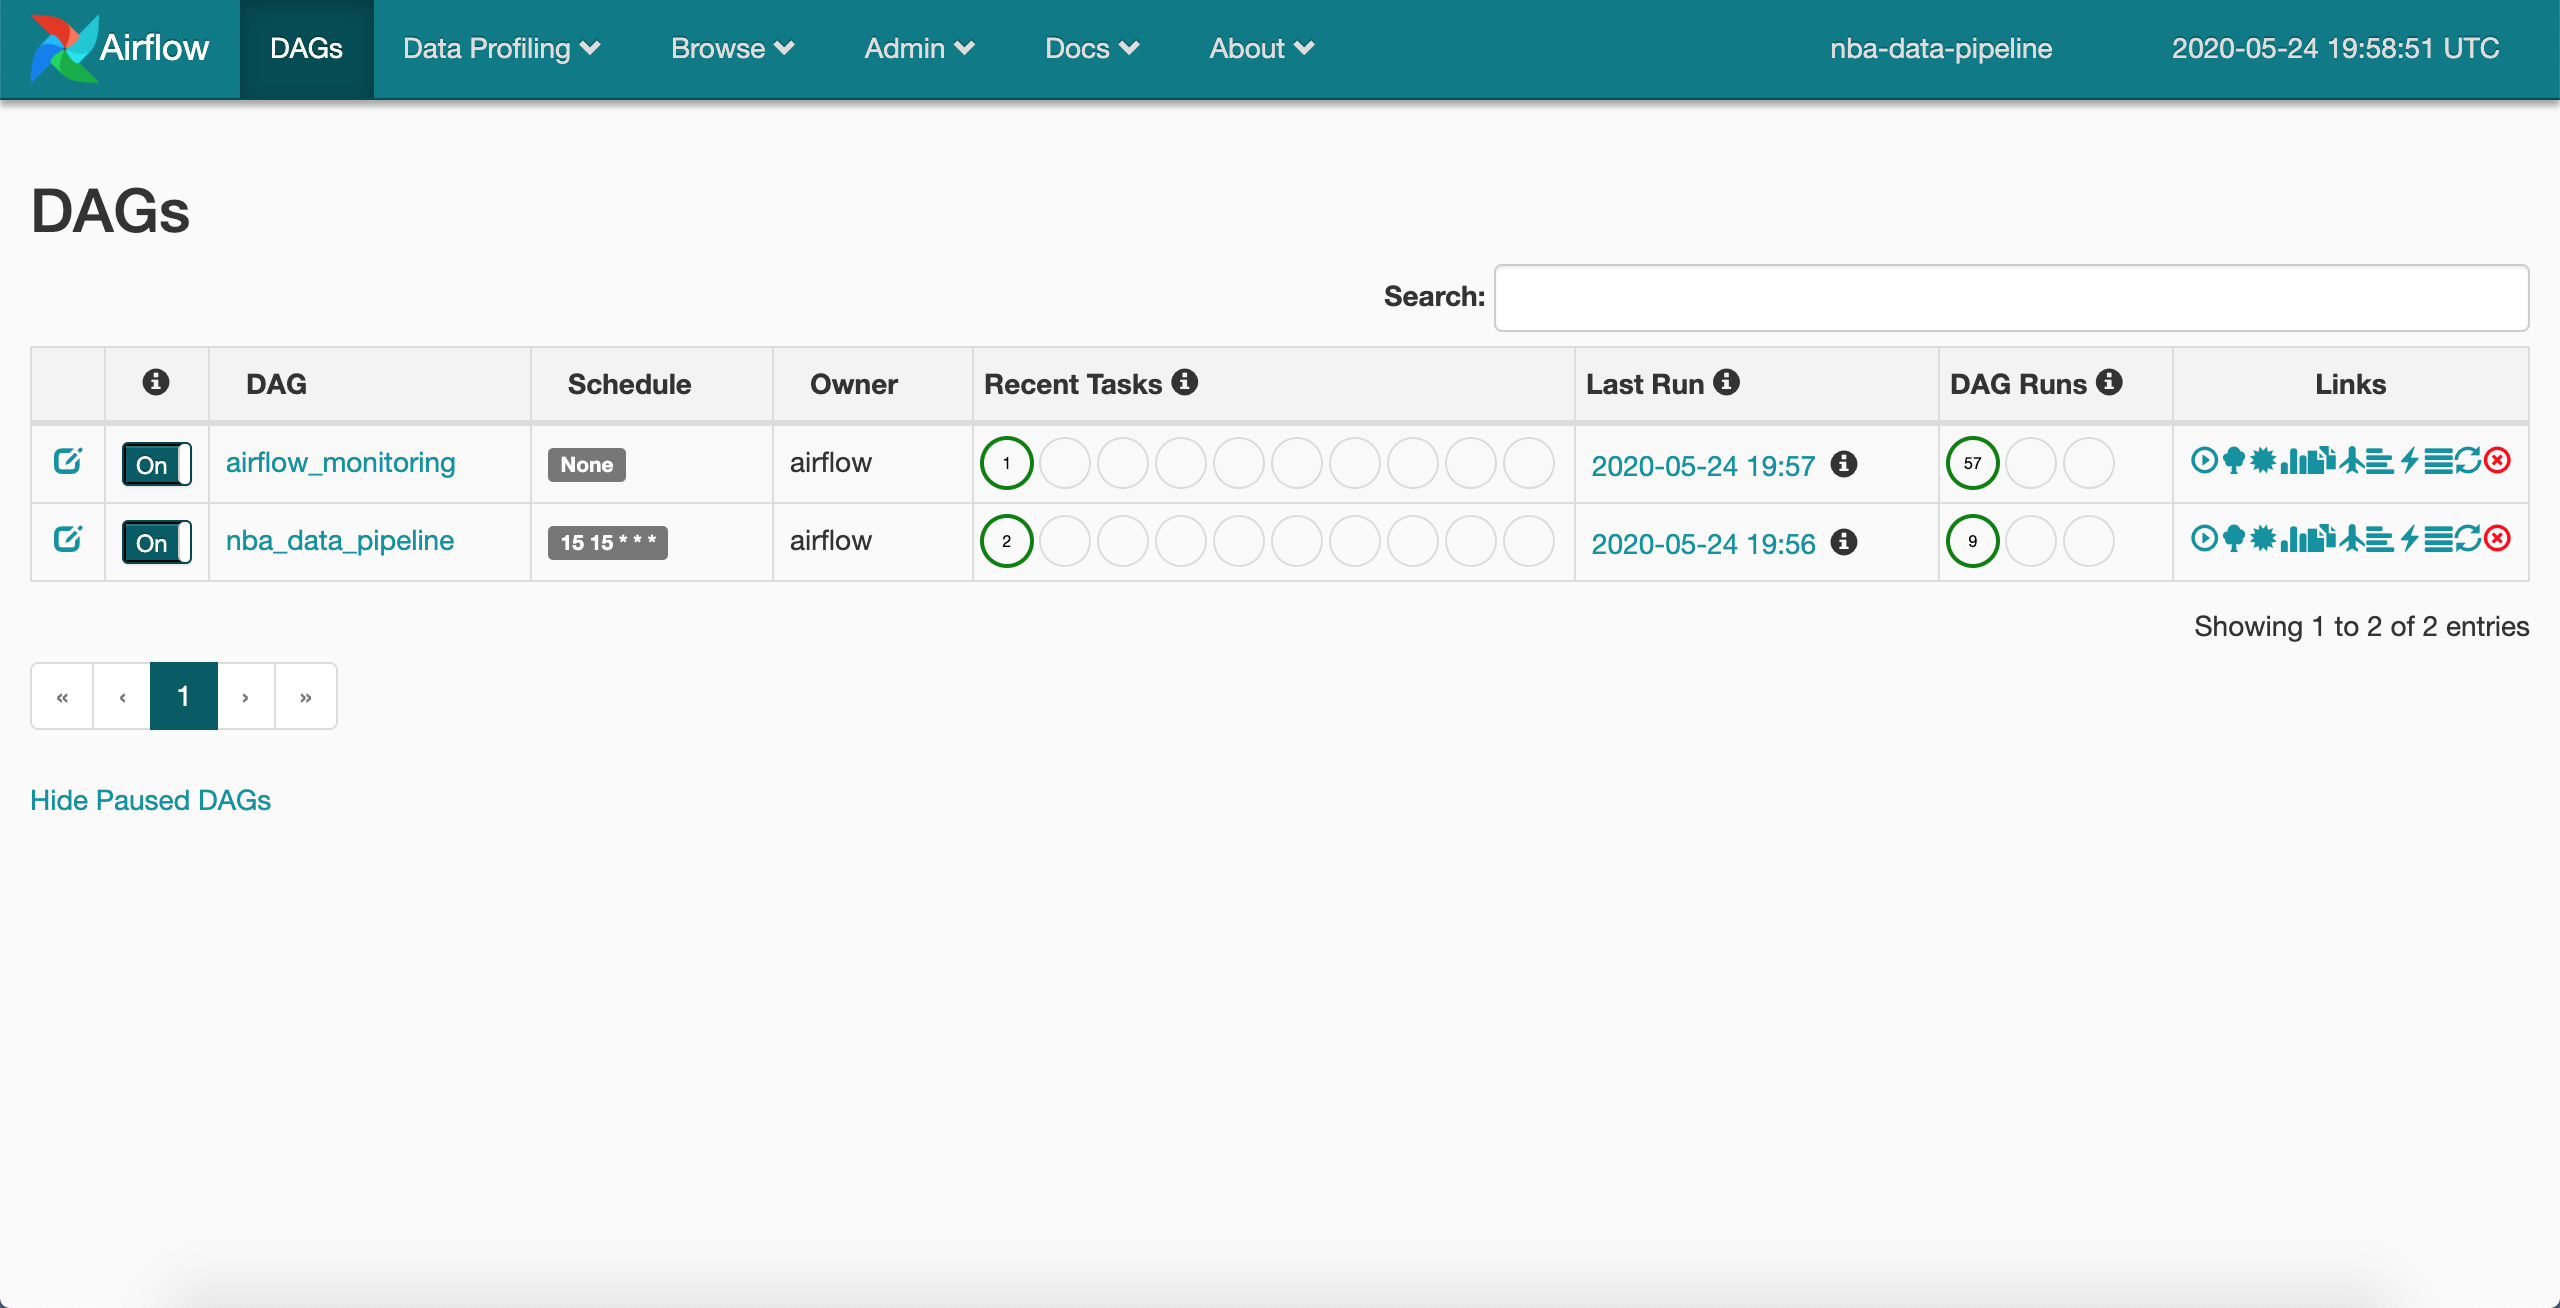 Airflow DAGs Data Profiling Browse Admin Docs About nba-data-pipeline 2020-05-24 19:58:51 UTC
DAGs
Search:
DAG Schedule Owner Recent Tasks Last Run DAG Runs Links
On airflow_monitoring None airflow 1 2020-05-24 19:57 57
On nba_data_pipeline 15 15 * * * airflow 2 2020-05-24 19:56 9
Showing 1 to 2 of 2 entries
« ‹ 1 › »
Hide Paused DAGs